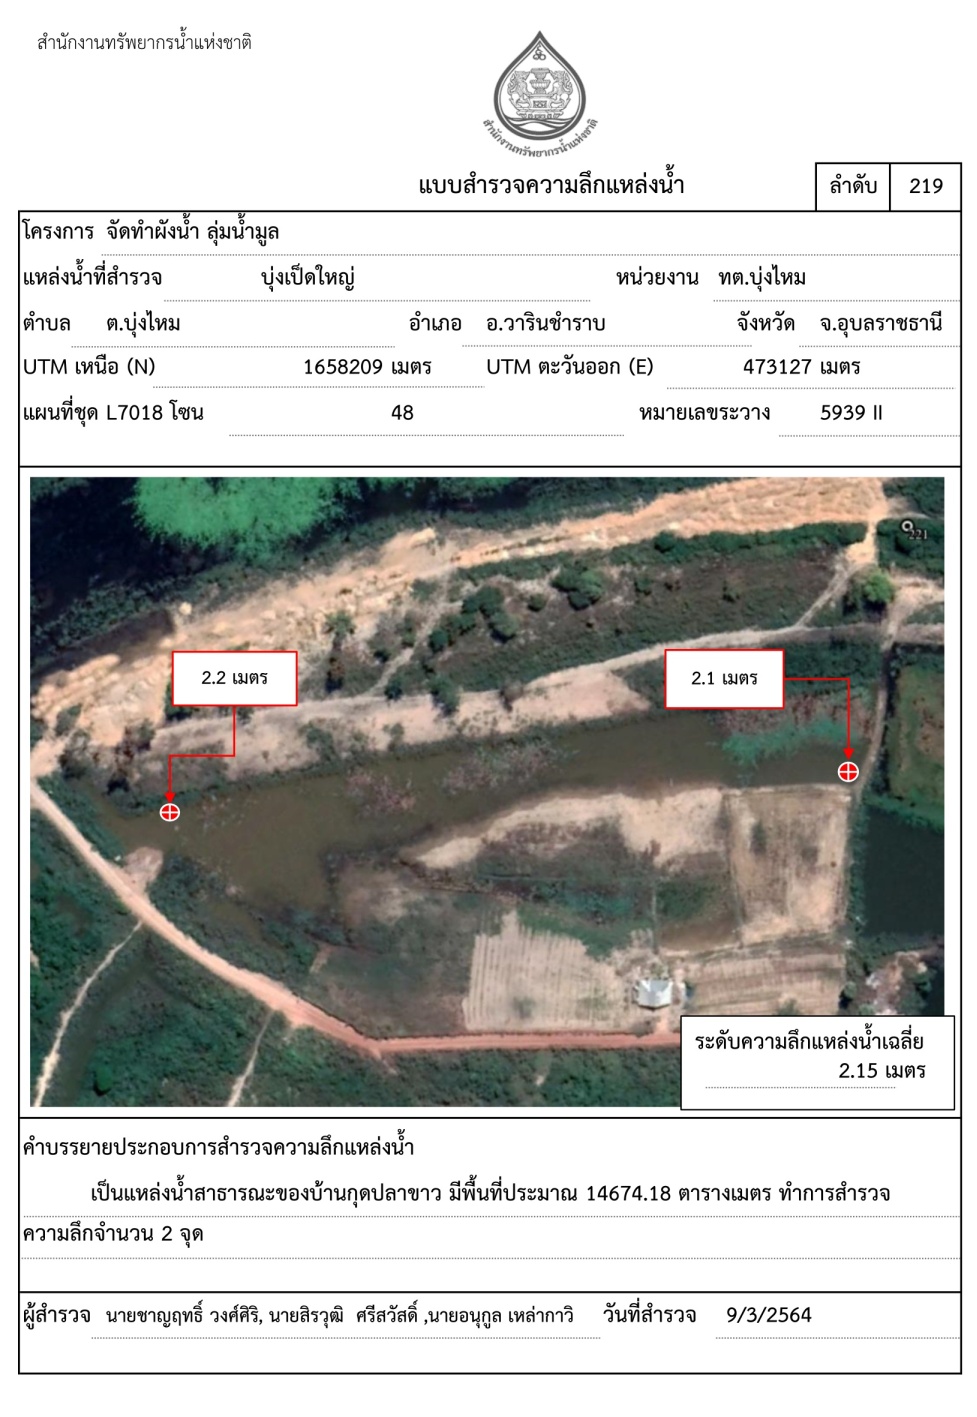 สำนักงานทรัพยากรน้ำแห่งชาติ
สำนักงานทรัพยากรน้ำแห่งชาติ
แบบสำรวจความลึกแหล่งน้ำ ลำดับ 219
โครงการ จัดทำผังน้ำ ลุ่มน้ำมูล
แหล่งน้ำที่สำรวจ บุ่งเป็ดใหญ่ หน่วยงาน ทต.บุ่งไหม
ตำบล ต.บุ่งไหม อำเภอ อ.วารินชำราบ จังหวัด จ.อุบลราชธานี
UTM เหนือ (N) 1658209 เมตร UTM ตะวันออก (E) 473127 เมตร
แผนที่ชุด L7018 โซน 48 หมายเลขระวาง 5939 II
221
2.2 เมตร 2.1 เมตร
ระดับความลึกแหล่งน้ำเฉลี่ย
2.15 เมตร
คำบรรยายประกอบการสำรวจความลึกแหล่งน้ำ
เป็นแหล่งน้ำสาธารณะของบ้านกุดปลาขาว มีพื้นที่ประมาณ 14674.18 ตารางเมตร ทำการสำรวจ
ความลึกจำนวน 2 จุด
ผู้สำรวจ นายชาญฤทธิ์ วงศ์ศิริ, นายสิรวุฒิ ศรีสวัสดิ์ ,นายอนุกูล เหล่ากาวิ วันที่สำรวจ 9/3/2564